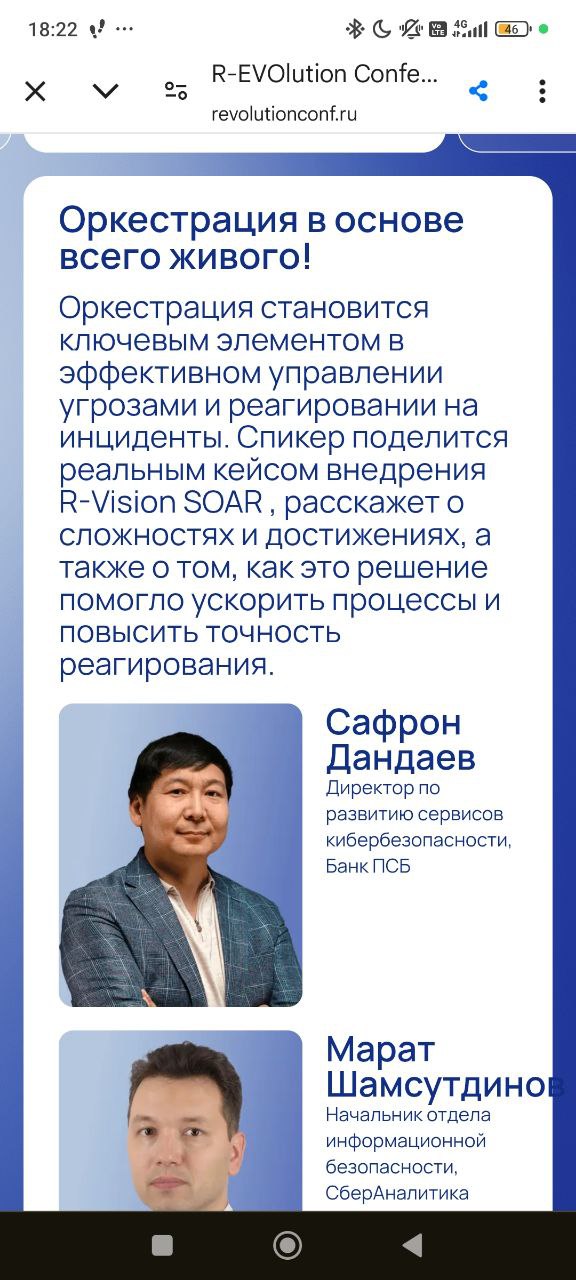 18:22
Vo
LTE
4G
46
R-EVOlution Confe...
revolutionconf.ru
Оркестрация в основе
всего живого!
Оркестрация становится
ключевым элементом в
эффективном управлении
угрозами и реагировании на
инциденты. Спикер поделится
реальным кейсом внедрения
R-Vision SOAR , расскажет о
сложностях и достижениях, а
также о том, как это решение
помогло ускорить процессы и
повысить точность
реагирования.
Сафрон
Дандаев
Директор по
развитию сервисов
кибербезопасности,
Банк ПСБ
Марат
Шамсутдинов
Начальник отдела
информационной
безопасности,
СберАналитика